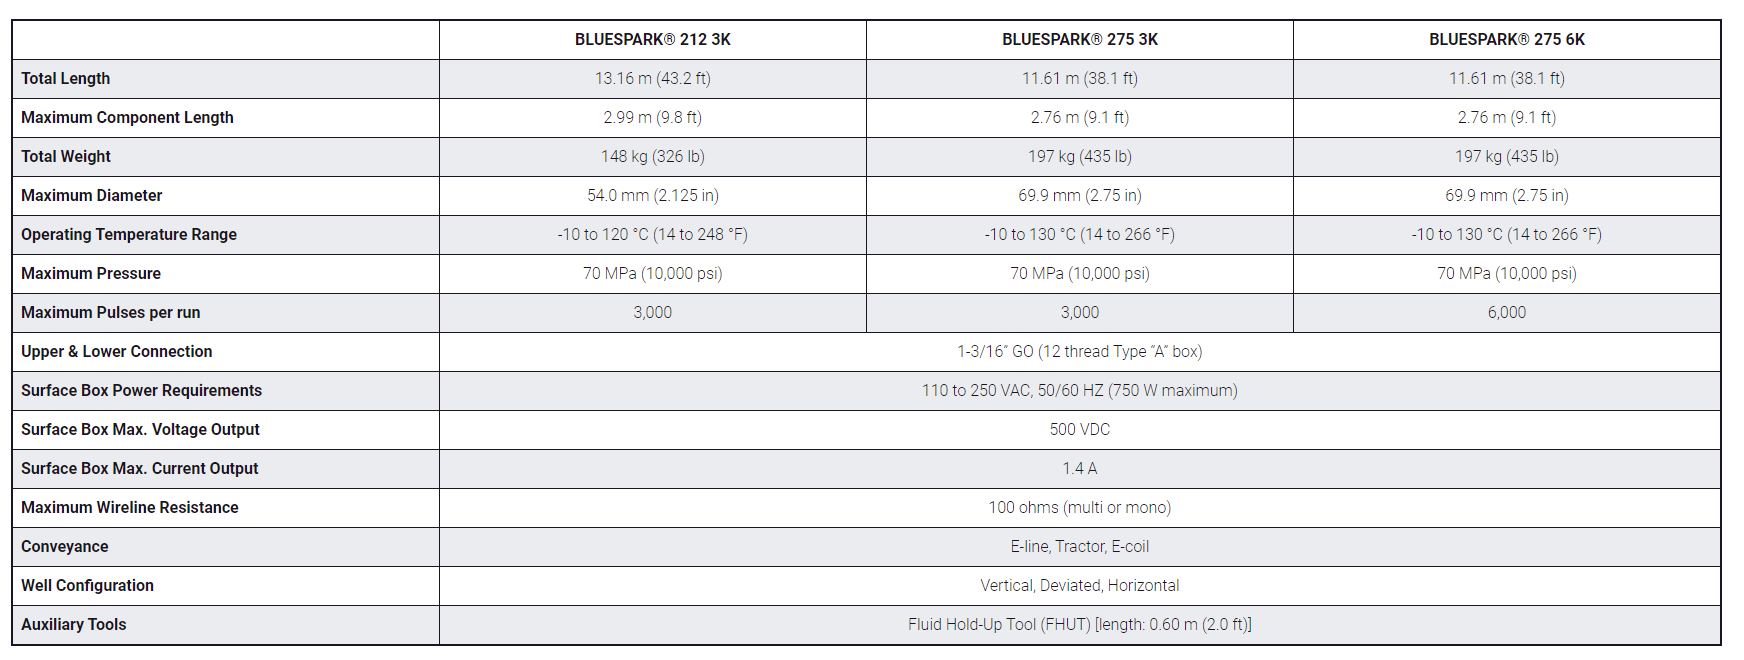 BLUESPARK® 212 3K BLUESPARK® 275 3K BLUESPARK® 275 6K
Total Length 13.16 m (43.2 ft) 11.61 m (38.1 ft) 11.61 m (38.1 ft)
Maximum Component Length 2.99 m (9.8 ft) 2.76 m (9.1 ft) 2.76 m (9.1 ft)
Total Weight 148 kg (326 lb) 197 kg (435 lb) 197 kg (435 lb)
Maximum Diameter 54.0 mm (2.125 in) 69.9 mm (2.75 in) 69.9 mm (2.75 in)
Operating Temperature Range -10 to 120 °C (14 to 248 °F) -10 to 130 °C (14 to 266 °F) -10 to 130 °C (14 to 266 °F)
Maximum Pressure 70 MPa (10,000 psi) 70 MPa (10,000 psi) 70 MPa (10,000 psi)
Maximum Pulses per run 3,000 3,000 6,000
Upper & Lower Connection 1-3/16” GO (12 thread Type “A” box)
Surface Box Power Requirements 110 to 250 VAC, 50/60 HZ (750 W maximum)
Surface Box Max. Voltage Output 500 VDC
Surface Box Max. Current Output 1.4 A
Maximum Wireline Resistance 100 ohms (multi or mono)
Conveyance E-line, Tractor, E-coil
Well Configuration Vertical, Deviated, Horizontal
Auxiliary Tools Fluid Hold-Up Tool (FHUT) [length: 0.60 m (2.0 ft)]